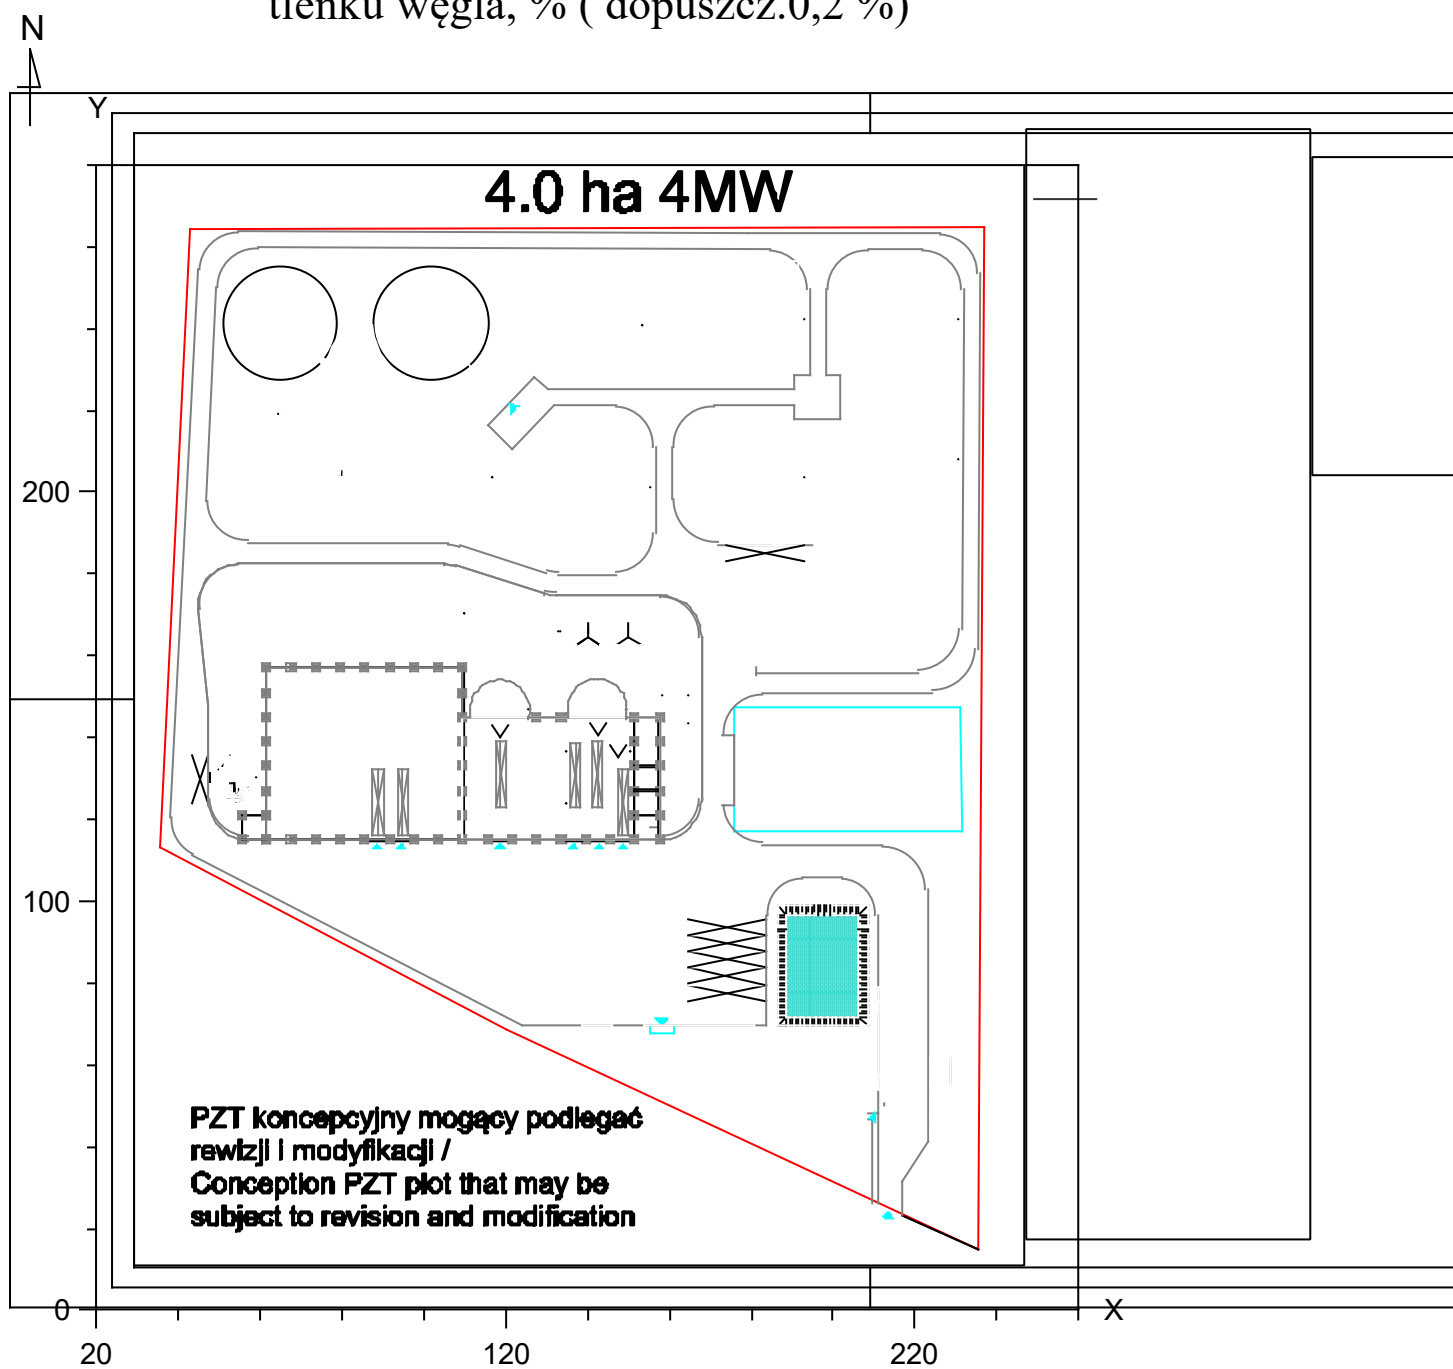 tlenku węgla, % ( dopuszcz.0,2 %)
N
Y
4.0 ha 4MW
200
100
PZT koncepcyjny mogący podlegać
rewizji i modyfikacji /
Conception PZT plot that may be
subject to revision and modification
0
X
20
120
220